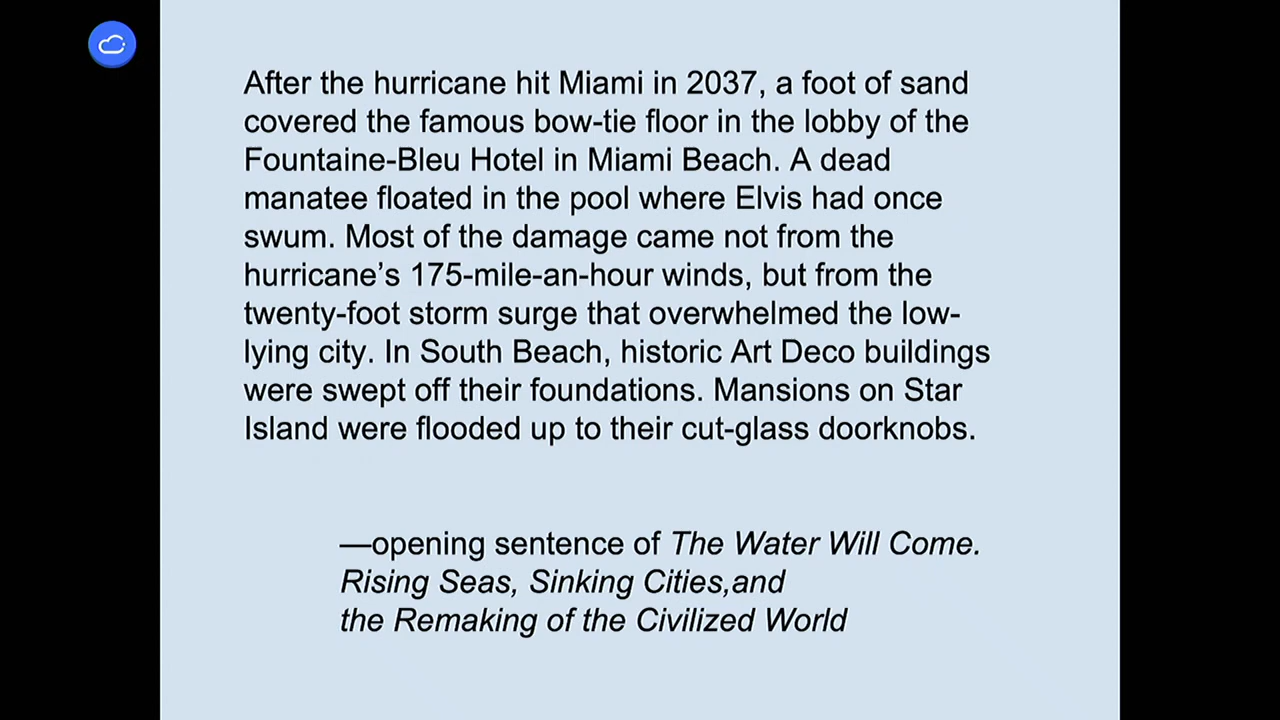 After the hurricane hit Miami in 2037, a foot of sand
covered the famous bow-tie floor in the lobby of the
Fountaine-Bleu Hotel in Miami Beach. A dead
manatee floated in the pool where Elvis had once
swum. Most of the damage came not from the
hurricane’s 175-mile-an-hour winds, but from the
twenty-foot storm surge that overwhelmed the low-
lying city. In South Beach, historic Art Deco buildings
were swept off their foundations. Mansions on Star
Island were flooded up to their cut-glass doorknobs.
—opening sentence of The Water Will Come.
Rising Seas, Sinking Cities,and
the Remaking of the Civilized World